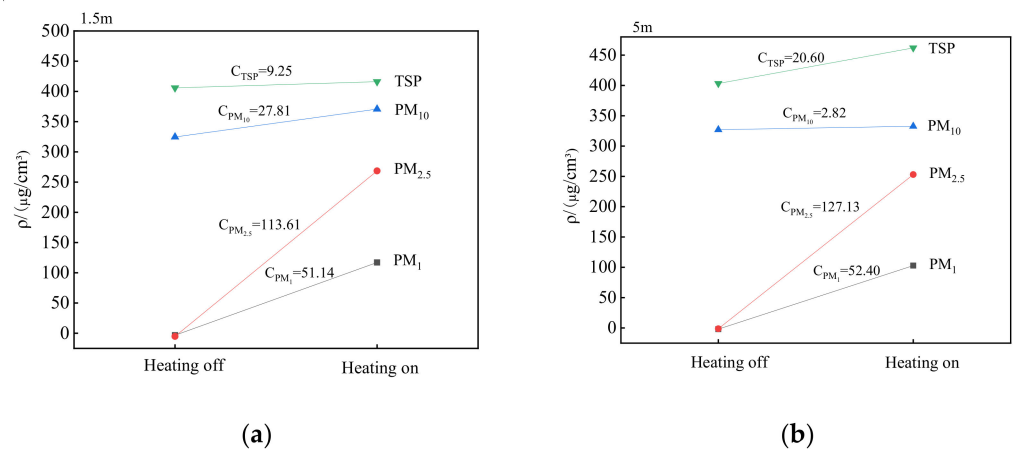 1.5m
500
450
400
350
300
250
200
150
100
50
0
ρ/(μg/cm³)
C_TSP=9.25
TSP
C_PM₁₀=27.81
PM₁₀
PM₂.₅
C_PM₂.₅=113.61
C_PM₁=51.14
PM₁
Heating off
Heating on
(a)
5m
450
400
350
300
250
200
150
100
50
0
ρ/(μg/cm³)
C_TSP=20.60
TSP
C_PM₁₀=2.82
PM₁₀
PM₂.₅
C_PM₂.₅=127.13
C_PM₁=52.40
PM₁
Heating off
Heating on
(b)